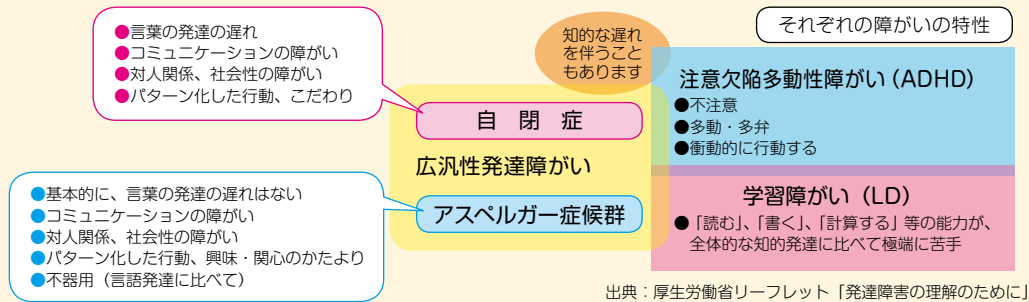 それぞれの障がいの特性
●言葉の発達の遅れ
●コミュニケーションの障がい
●対人関係、社会性の障がい
●パターン化した行動、こだわり
知的な遅れ
を伴うこと
もあります
自 閉 症
広汎性発達障がい
アスペルガー症候群
●基本的に、言葉の発達の遅れはない
●コミュニケーションの障がい
●対人関係、社会性の障がい
●パターン化した行動、興味・関心のかたより
●不器用（言語発達に比べて）
注意欠陥多動性障がい（ADHD）
●不注意
●多動・多弁
●衝動的に行動する
学習障がい（LD）
●「読む」、「書く」、「計算する」等の能力が、
全体的な知的発達に比べて極端に苦手
出典：厚生労働省リーフレット「発達障害の理解のために」